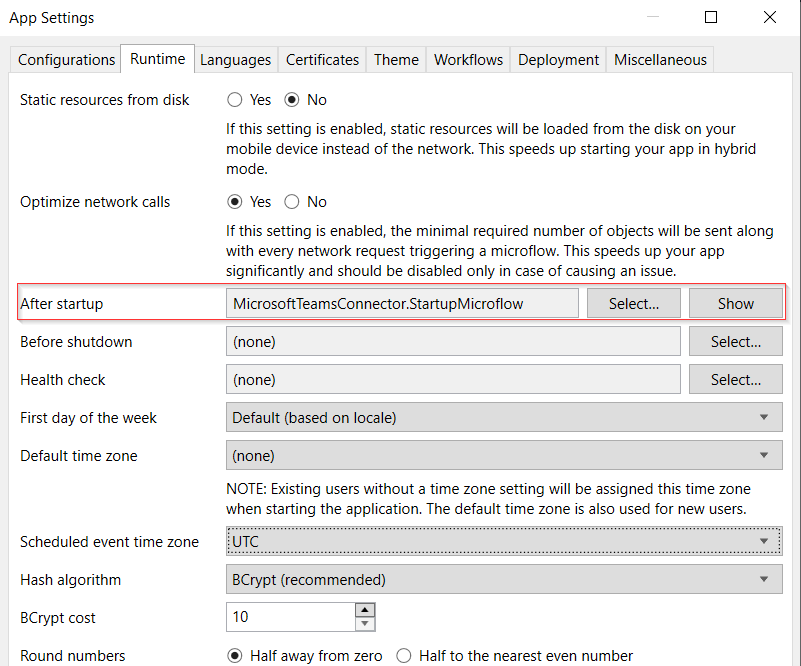 App Settings
Configurations Runtime Languages Certificates Theme Workflows Deployment Miscellaneous
Static resources from disk Yes No
If this setting is enabled, static resources will be loaded from the disk on your
mobile device instead of the network. This speeds up starting your app in hybrid
mode.
Optimize network calls Yes No
If this setting is enabled, the minimal required number of objects will be sent along
with every network request triggering a microflow. This speeds up your app
significantly and should be disabled only in case of causing an issue.
After startup MicrosoftTeamsConnector.StartupMicroflow Select... Show
Before shutdown (none) Select...
Health check (none) Select...
First day of the week Default (based on locale)
Default time zone (none)
NOTE: Existing users without a time zone setting will be assigned this time zone
when starting the application. The default time zone is also used for new users.
Scheduled event time zone UTC
Hash algorithm BCrypt (recommended)
BCrypt cost 10
Round numbers Half away from zero Half to the nearest even number